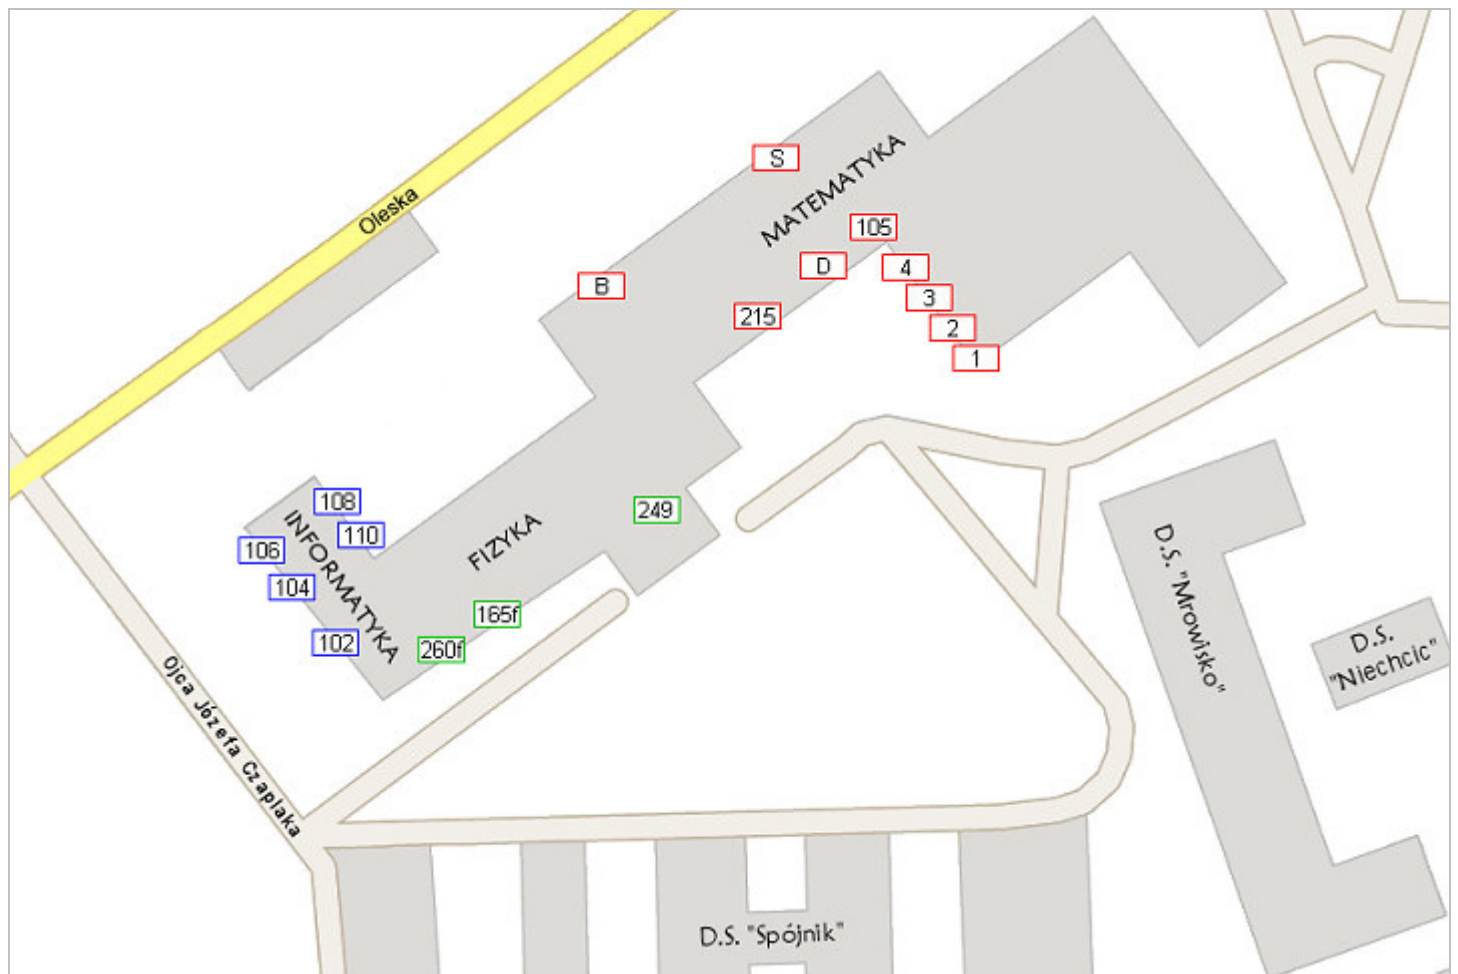 Oleska
S
MATEMATYKA
105
D
4
B
3
215
2
1
108
249
110
INFORMATYKA
FIZYKA
106
104
165f
102
260f
Ojca Józefa Czaplaka
D.S. "Mrowisko"
D.S.
"Niechcic"
D.S. "Spójnik"